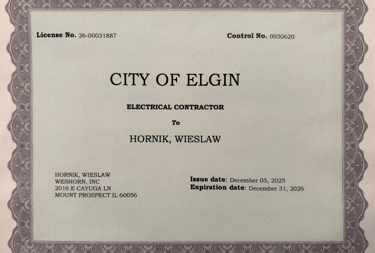 License No. 26-00031887
Control No. 0030620
CITY OF ELGIN
ELECTRICAL CONTRACTOR
To
HORNIK, WIESLAW
HORNIK, WIESLAW
WESHORN, INC
2016 E CAYUGA LN
MOUNT PROSPECT IL 60056
Issue date: December 05, 2025
Expiration date: December 31, 2026